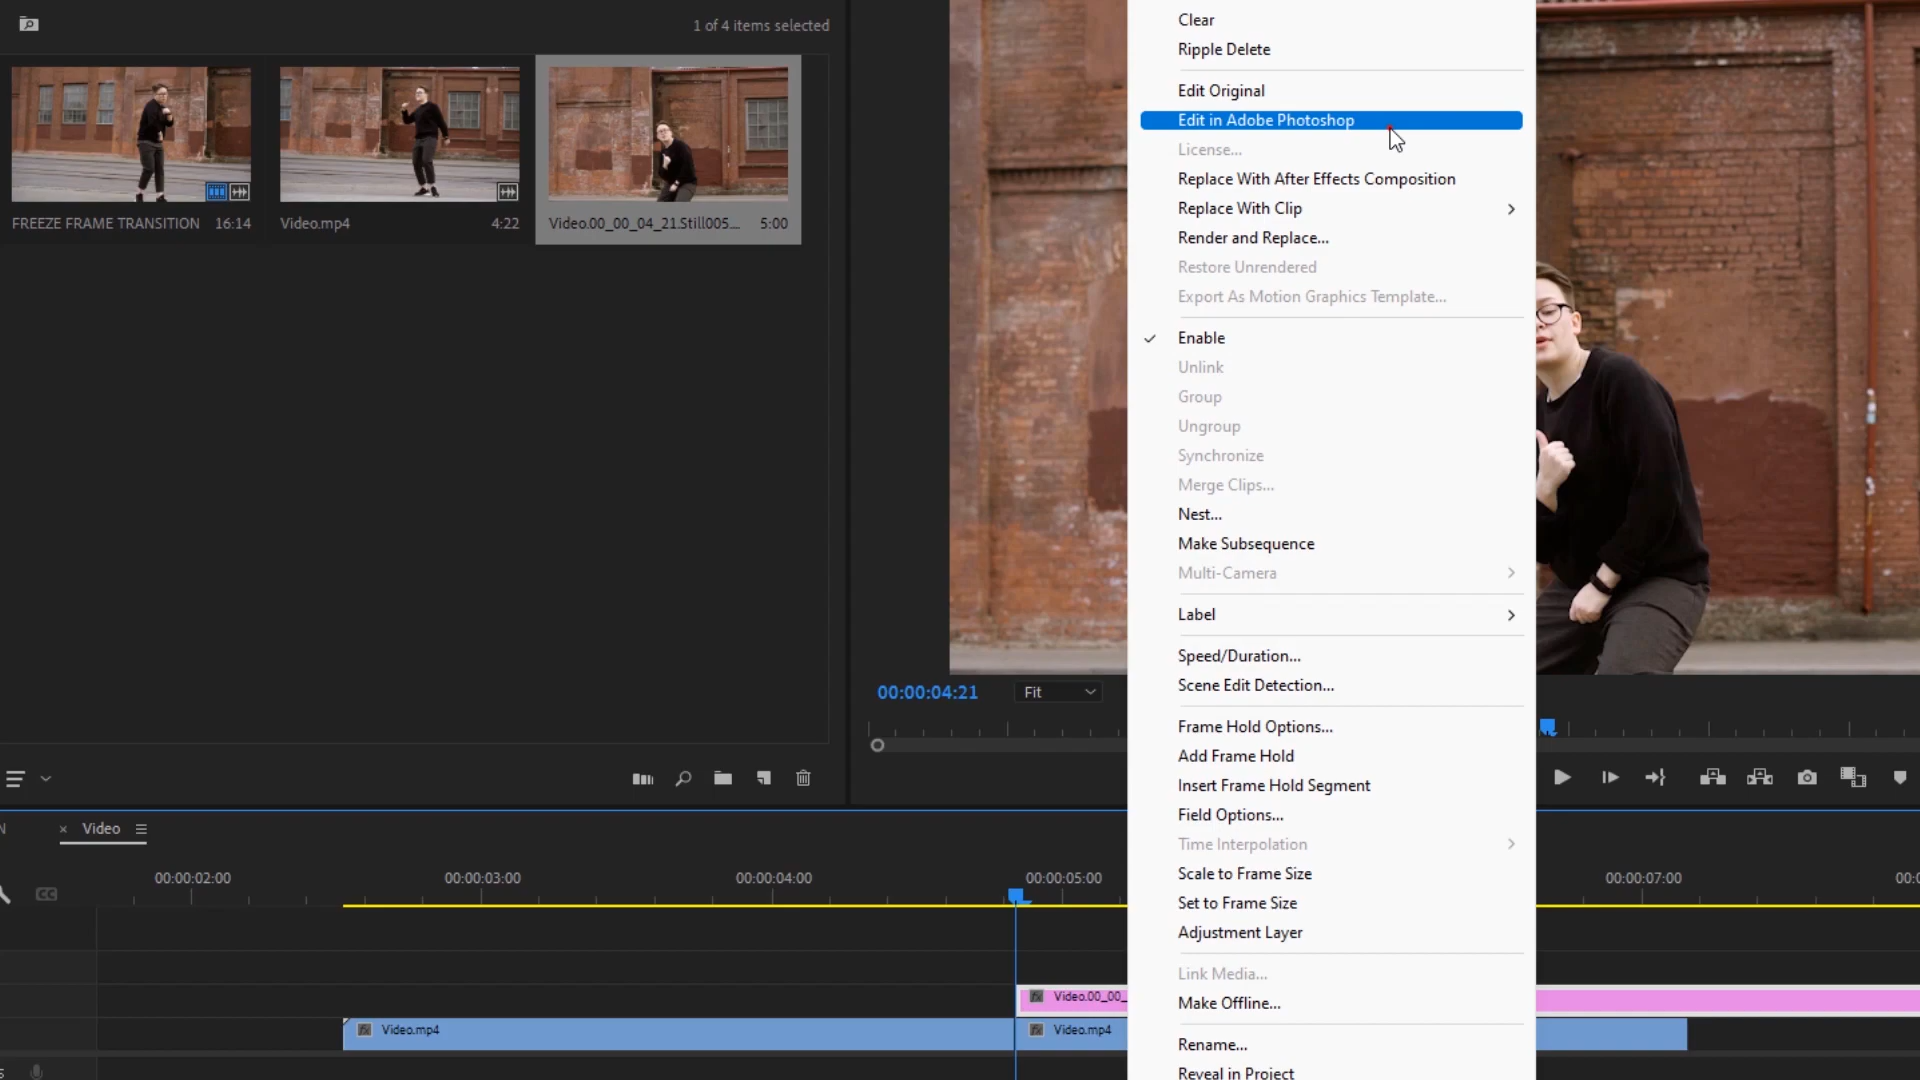 1 of 4 items selected
FREEZE FRAME TRANSITION 16:14
Video.mp4 4:22
Video.00_00_04_21.Still005.... 5:00
Clear
Ripple Delete
Edit Original
Edit in Adobe Photoshop
License...
Replace With After Effects Composition
Replace With Clip
Render and Replace...
Restore Unrendered
Export As Motion Graphics Template...
Enable
Unlink
Group
Ungroup
Synchronize
Merge Clips...
Nest...
Make Subsequence
Multi-Camera
Label
Speed/Duration...
Scene Edit Detection...
Frame Hold Options...
Add Frame Hold
Insert Frame Hold Segment
Field Options...
Time Interpolation
Scale to Frame Size
Set to Frame Size
Adjustment Layer
Link Media...
Make Offline...
Rename...
Reveal in Project
00:00:04:21 Fit
N × Video
00:00:02:00 00:00:03:00 00:00:04:00 00:00:05:00 00:00:07:00 00:0
CC
fx Video.00_00_
fx Video.mp4 fx Video.mp4
s